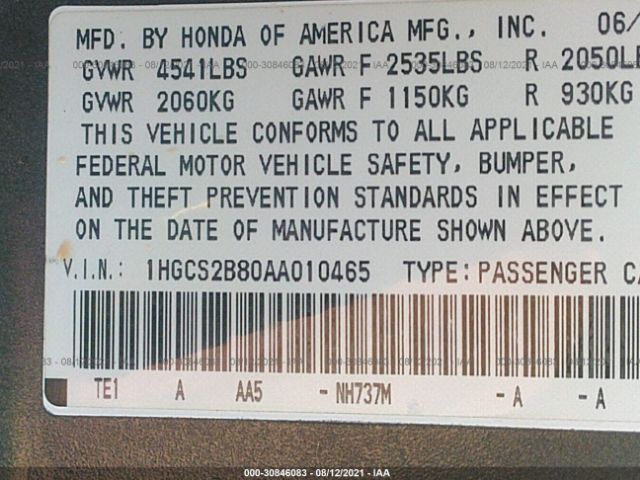 MFD. BY HONDA OF AMERICA MFG., INC. 06/
GVWR 4541LBS GAWR F 2535LBS R 2050L
GVWR 2060KG GAWR F 1150KG R 930KG
THIS VEHICLE CONFORMS TO ALL APPLICABLE
FEDERAL MOTOR VEHICLE SAFETY, BUMPER,
AND THEFT PREVENTION STANDARDS IN EFFECT
ON THE DATE OF MANUFACTURE SHOWN ABOVE.
V.I.N.: 1HGCS2B80AA010465 TYPE:PASSENGER CA
TE1 A AA5 - NH737M - A - A
000-30846083 - 08/12/2021 - IAA